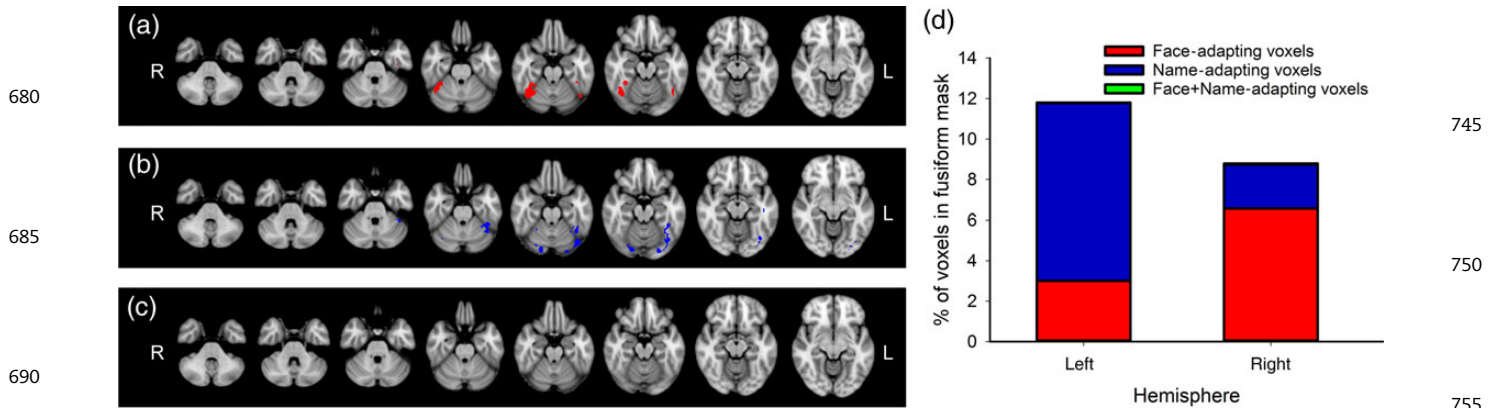 680
685
690
(a)
R
L
(b)
R
L
(c)
R
L
(d)
Face-adapting voxels
Name-adapting voxels
Face+Name-adapting voxels
% of voxels in fusiform mask
14
12
10
8
6
4
2
0
Left Right
Hemisphere
745
750
755